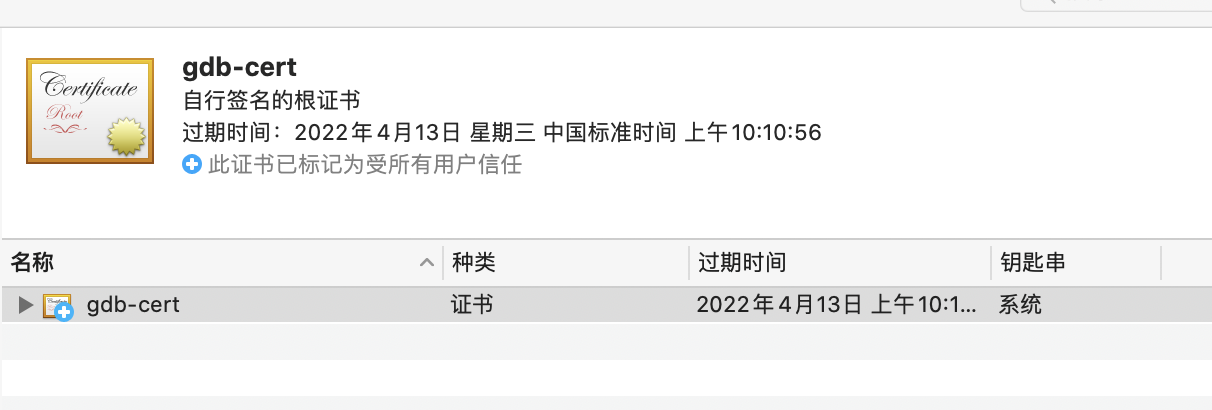 Certificate
Root
gdb-cert
自行签名的根证书
过期时间：2022年4月13日 星期三 中国标准时间 上午10:10:56
此证书已标记为受所有用户信任
名称 种类 过期时间 钥匙串
gdb-cert 证书 2022年4月13日 上午10:1... 系统